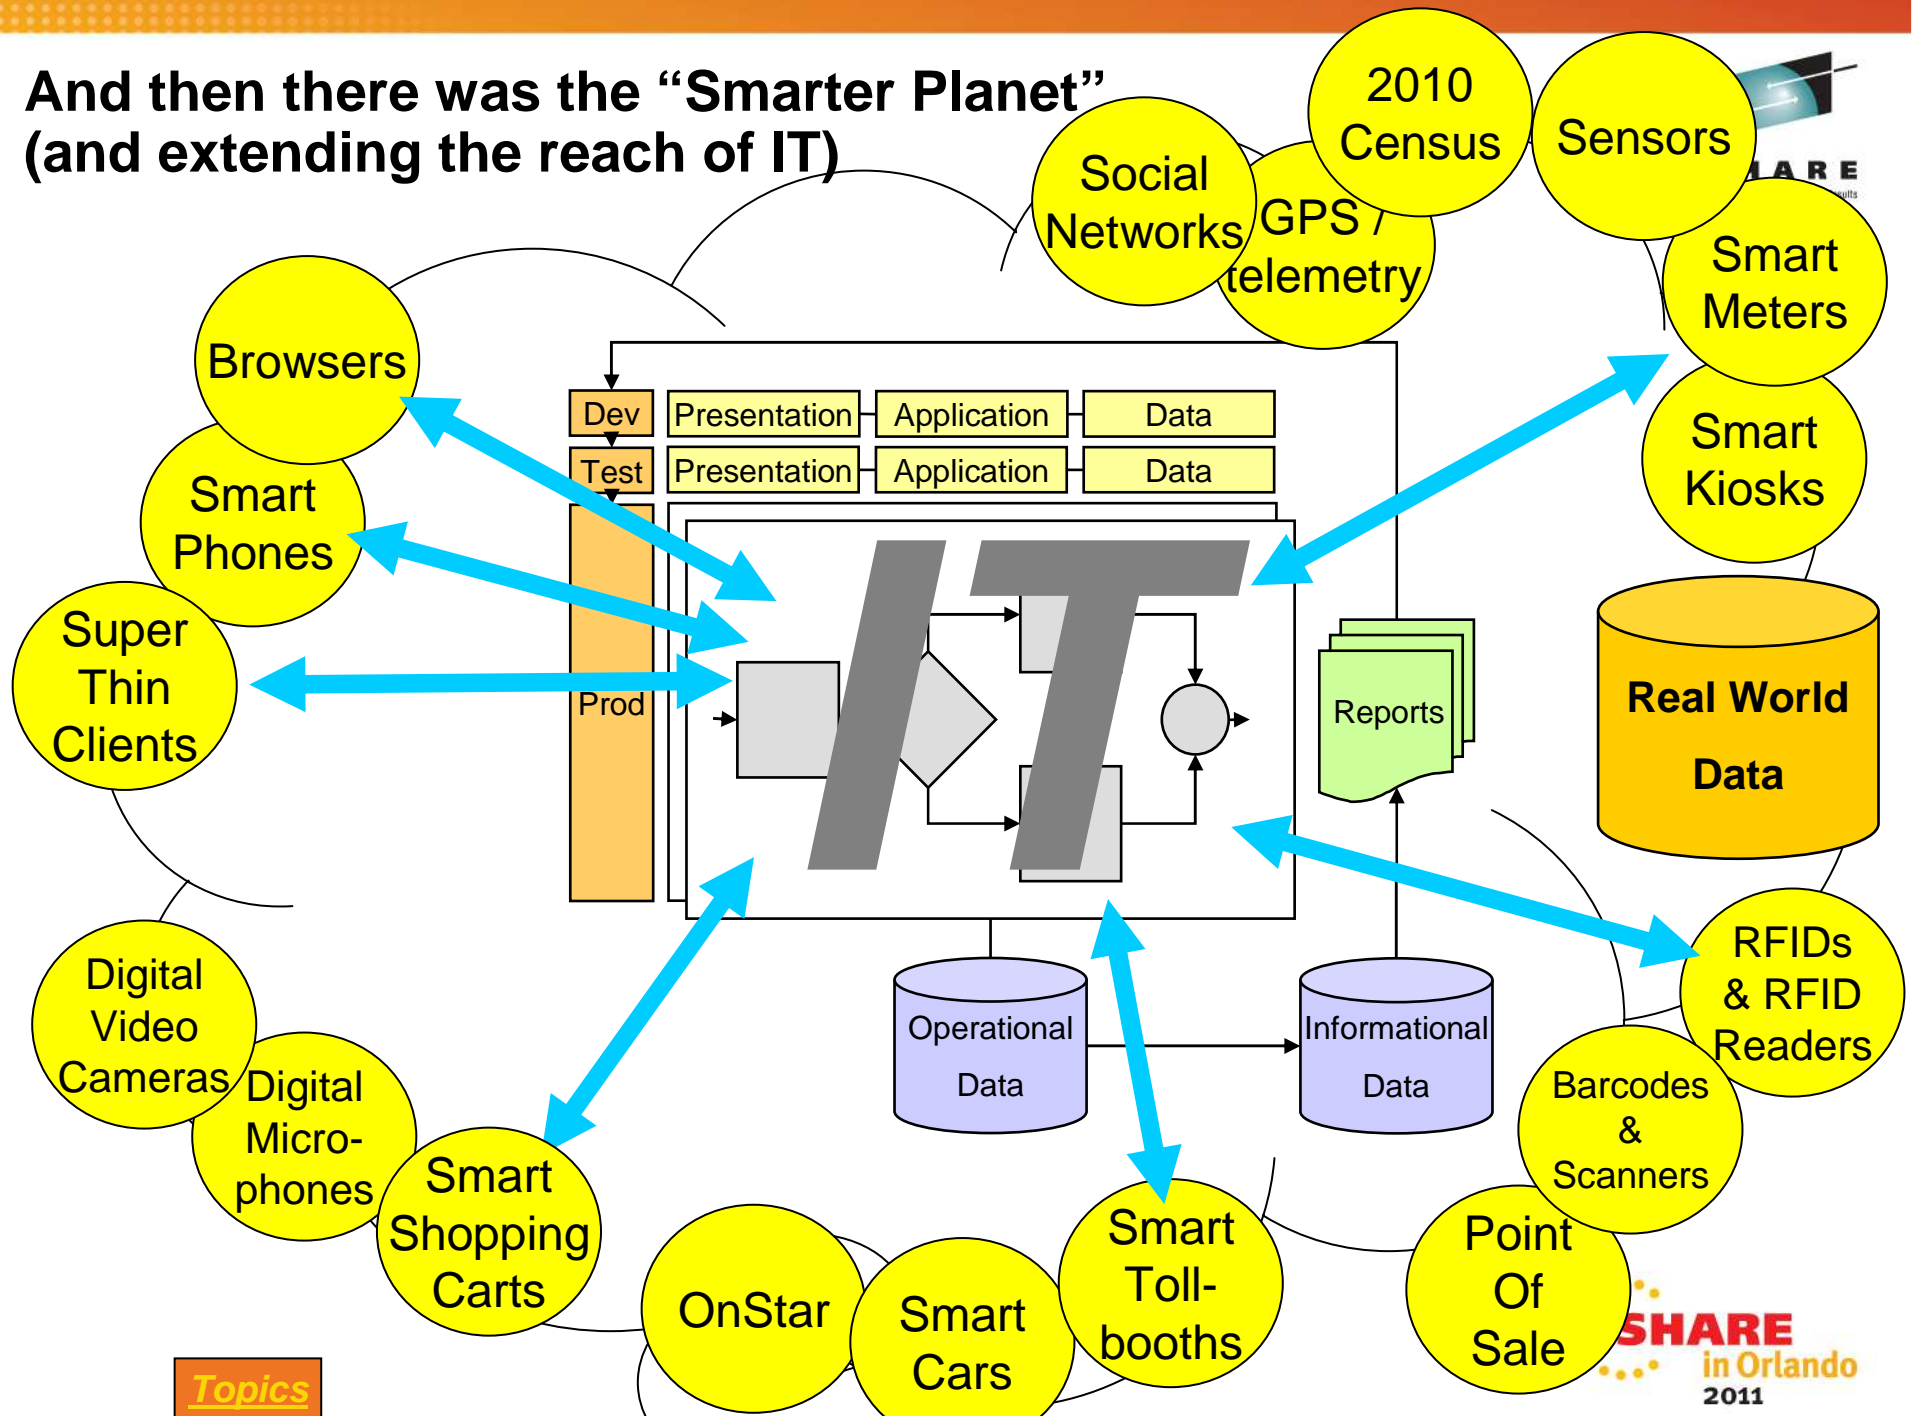 And then there was the “Smarter Planet”
(and extending the reach of IT)
2010
Census
Sensors
Social
Networks
GPS /
telemetry
ARE
Smart
Meters
Browsers
Smart
Kiosks
Smart
Phones
Super
Thin
Clients
Dev
Presentation
Application
Data
Test
Presentation
Application
Data
Prod
IT
Reports
Real World
Data
Operational
Data
Informational
Data
RFIDs
& RFID
Readers
Barcodes
&
Scanners
Point
Of
Sale
Digital
Video
Cameras
Digital
Micro-
phones
Smart
Shopping
Carts
OnStar
Smart
Cars
Smart
Toll-
booths
Topics
SHARE
in Orlando
2011